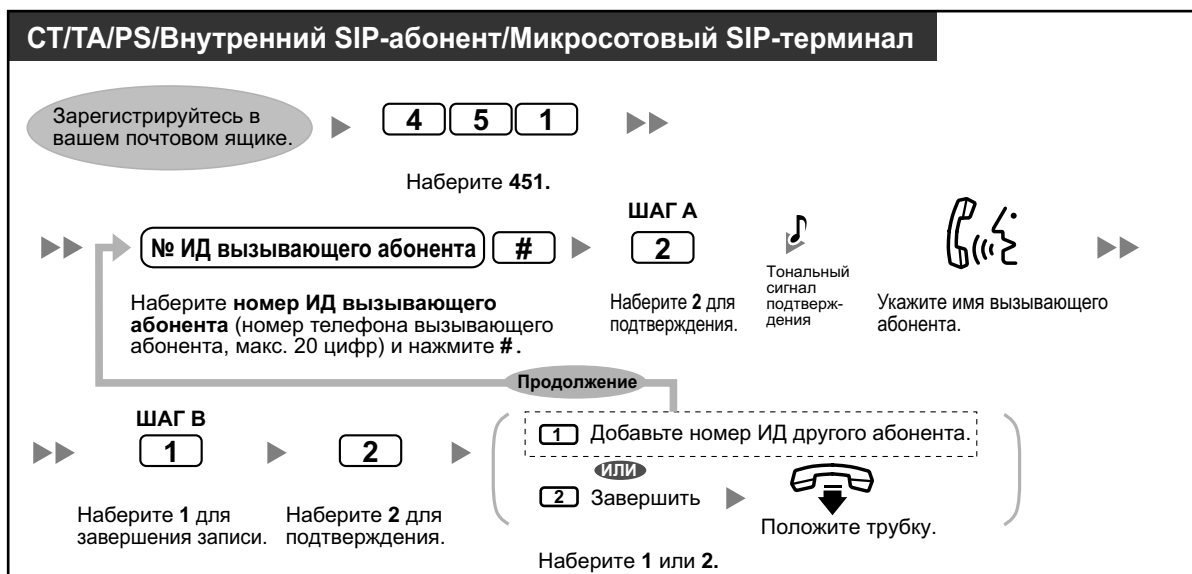 CT/TA/PS/Внутренний SIP-абонент/Микросотовый SIP-терминал
Зарегистрируйтесь в
вашем почтовом ящике.
4 5 1
Наберите 451.
№ ИД вызывающего абонента #
Наберите номер ИД вызывающего
абонента (номер телефона вызывающего
абонента, макс. 20 цифр) и нажмите #.
ШАГ A
2
Наберите 2 для
подтверждения.
Тональный
сигнал
подтверж-
дения
Укажите имя вызывающего
абонента.
Продолжение
ШАГ B
1
Наберите 1 для
завершения записи.
2
Наберите 2 для
подтверждения.
1 Добавьте номер ИД другого абонента.
ИЛИ
2 Завершить
Положите трубку.
Наберите 1 или 2.